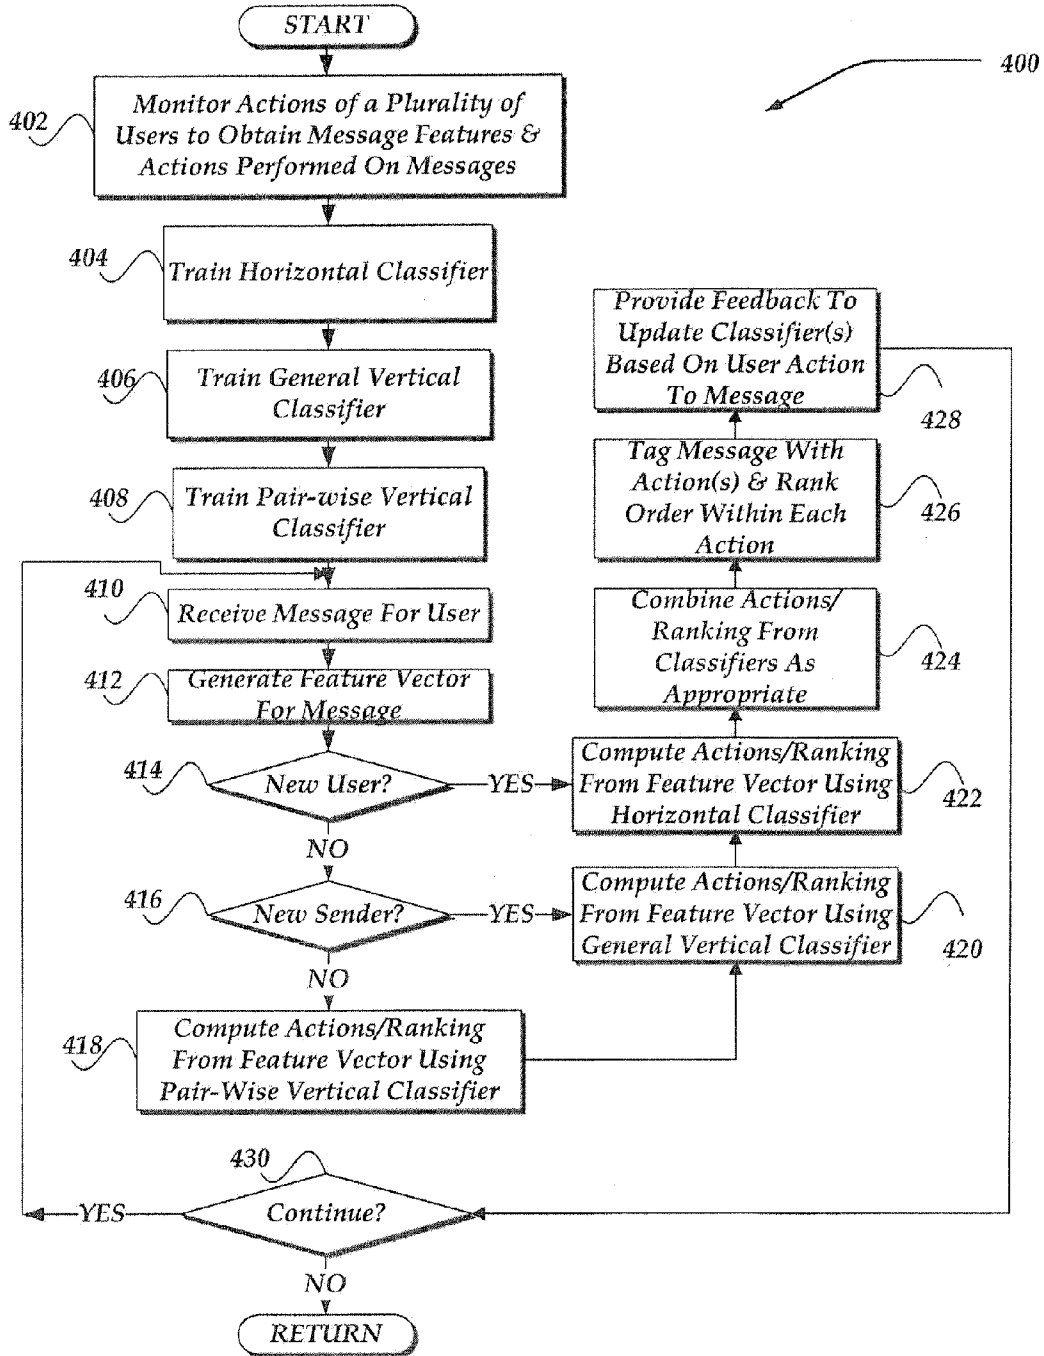 START
400
402
Monitor Actions of a Plurality of
Users to Obtain Message Features &
Actions Performed On Messages
404
Train Horizontal Classifier
406
Train General Vertical
Classifier
408
Train Pair-wise Vertical
Classifier
410
Receive Message For User
412
Generate Feature Vector
For Message
414
New User?
YES
NO
416
New Sender?
YES
NO
418
Compute Actions/Ranking
From Feature Vector Using
Pair-Wise Vertical Classifier
Compute Actions/Ranking
From Feature Vector Using
General Vertical Classifier
420
Compute Actions/Ranking
From Feature Vector Using
Horizontal Classifier
422
Combine Actions/
Ranking From
Classifiers As
Appropriate
424
Tag Message With
Action(s) & Rank
Order Within Each
Action
426
Provide Feedback To
Update Classifier(s)
Based On User Action
To Message
428
430
Continue?
YES
NO
RETURN